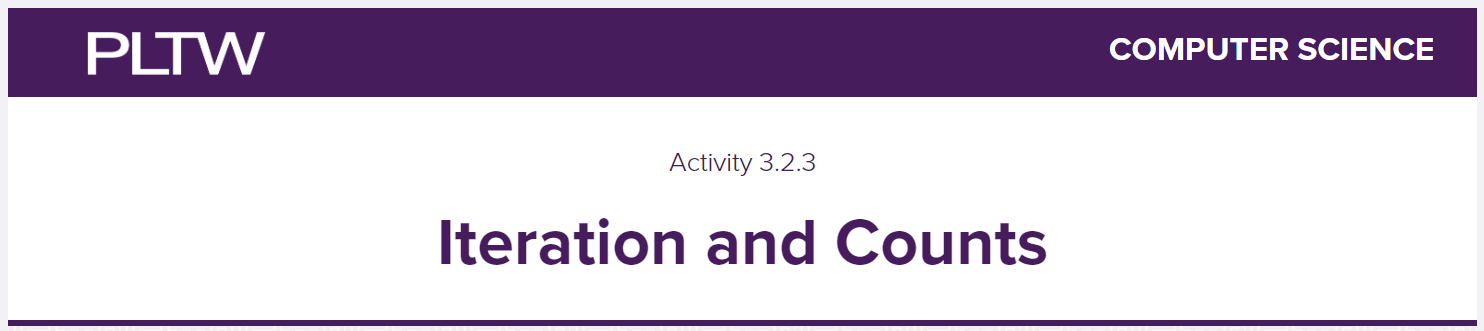 PLTW
COMPUTER SCIENCE
Activity 3.2.3
Iteration and Counts